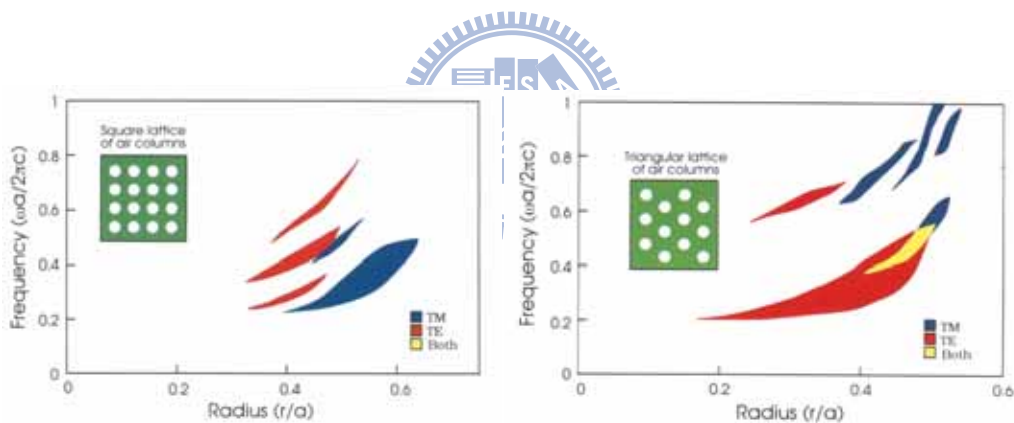 ES
1
0.8
0.6
0.4
0.2
0
Frequency (ωa/2πc)
Square lattice
of air columns
TM
TE
Both
0
0.2
0.4
0.6
Radius (r/a)
1
0.8
0.6
0.4
0.2
0
Frequency (ωa/2πc)
Triangular lattice
of air columns
TM
TE
Both
0
0.2
0.4
0.6
Radius (r/a)